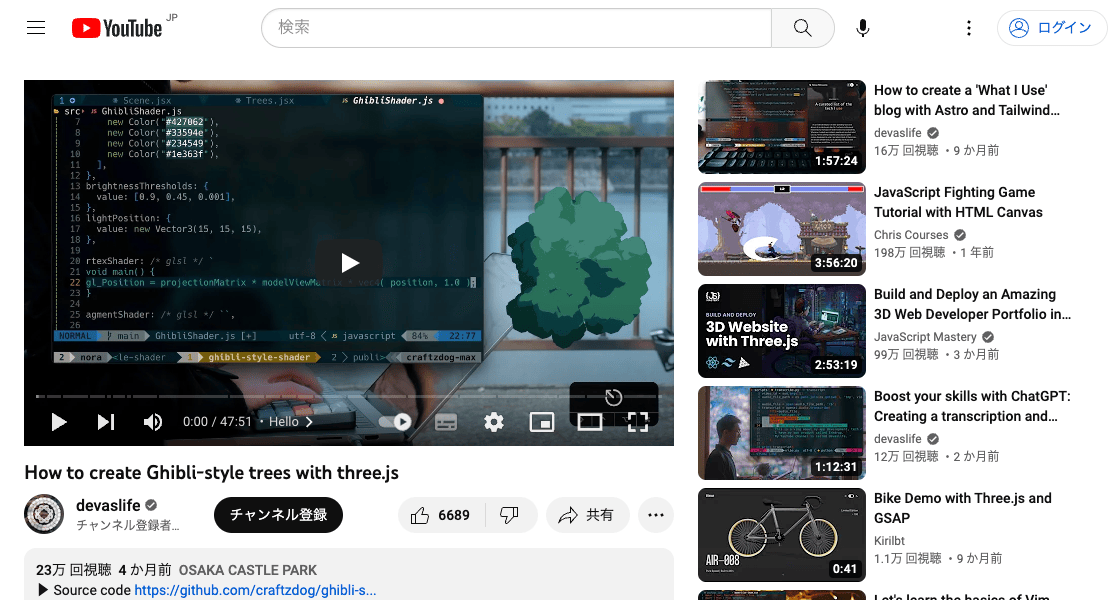 YouTube JP
検索
ログイン
1
Scene.jsx
Trees.jsx
JS GhibliShader.js
src› JS GhibliShader.js
7 new Color("#427062"),
8 new Color("#33594e"),
9 new Color("#234549"),
10 new Color("#1e363f"),
11 ],
12 },
13 brightnessThresholds: {
14 value: [0.9, 0.45, 0.001],
15 },
16 lightPosition: {
17 value: new Vector3(15, 15, 15),
18 },
19
20 rtexShader: /* glsl */ `
21 void main() {
22 gl_Position = projectionMatrix * modelViewMatrix * vec4( position, 1.0 );
23 }
24
25 agmentShader: /* glsl */ ``,
26
NORMAL main GhibliShader.js [+] utf-8 JS javascript 84% 22:77
2 nora <le-shader 1 ghibli-style-shader 2 publi> craftzdog-max
0:00 / 47:51 • Hello
How to create Ghibli-style trees with three.js
devaslife
チャンネル登録者...
チャンネル登録
6689
共有
23万 回視聴 4 か月前 OSAKA CASTLE PARK
▶ Source code https://github.com/craftzdog/ghibli-s...
A curated list of the tech I use
1:57:24
How to create a 'What I Use'
blog with Astro and Tailwind…
devaslife
16万 回視聴 • 9 か月前
3:56:20
JavaScript Fighting Game
Tutorial with HTML Canvas
Chris Courses
198万 回視聴 • 1 年前
BUILD AND DEPLOY
3D Website
with Three.js
2:53:19
Build and Deploy an Amazing
3D Web Developer Portfolio in…
JavaScript Mastery
99万 回視聴 • 3 か月前
1:12:31
Boost your skills with ChatGPT:
Creating a transcription and…
devaslife
12万 回視聴 • 2 か月前
AIR-008
0:41
Bike Demo with Three.js and
GSAP
Kirilbt
1.1万 回視聴 • 9 か月前
Let's learn the basics of Vim